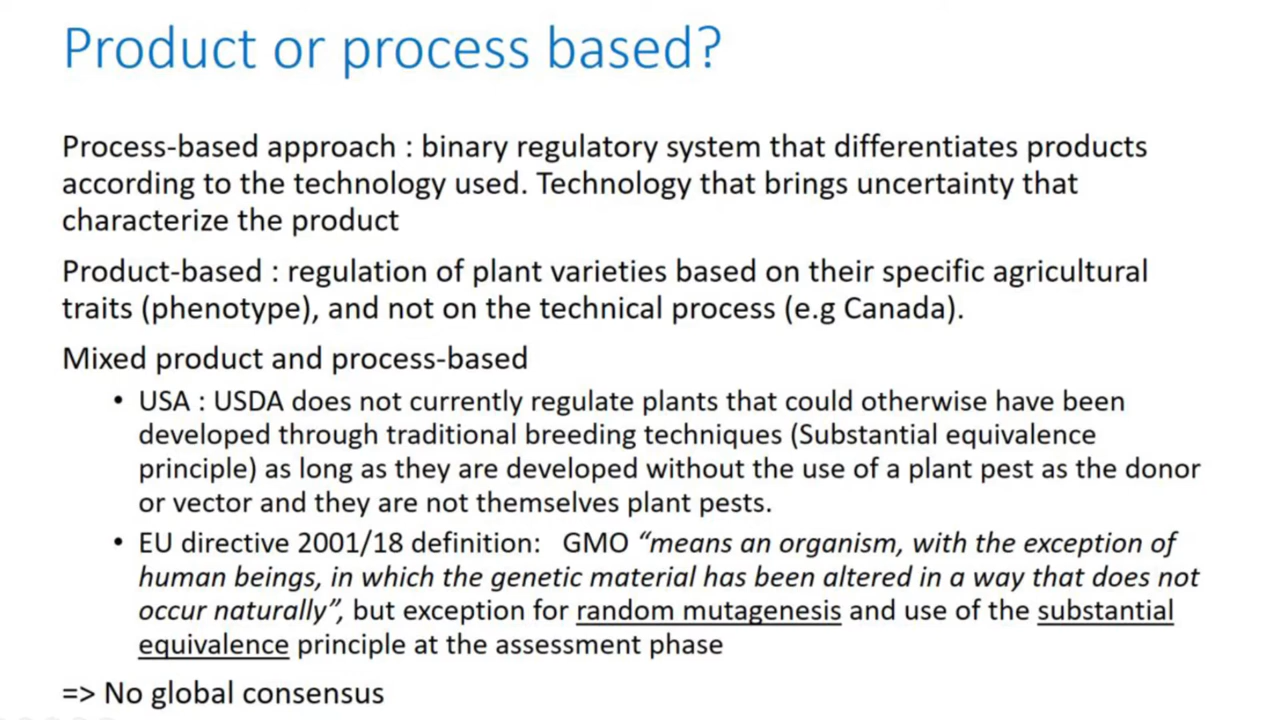 Product or process based?
Process-based approach : binary regulatory system that differentiates products
according to the technology used. Technology that brings uncertainty that
characterize the product
Product-based : regulation of plant varieties based on their specific agricultural
traits (phenotype), and not on the technical process (e.g Canada).
Mixed product and process-based
• USA : USDA does not currently regulate plants that could otherwise have been
developed through traditional breeding techniques (Substantial equivalence
principle) as long as they are developed without the use of a plant pest as the donor
or vector and they are not themselves plant pests.
• EU directive 2001/18 definition: GMO “means an organism, with the exception of
human beings, in which the genetic material has been altered in a way that does not
occur naturally”, but exception for random mutagenesis and use of the substantial
equivalence principle at the assessment phase
=> No global consensus